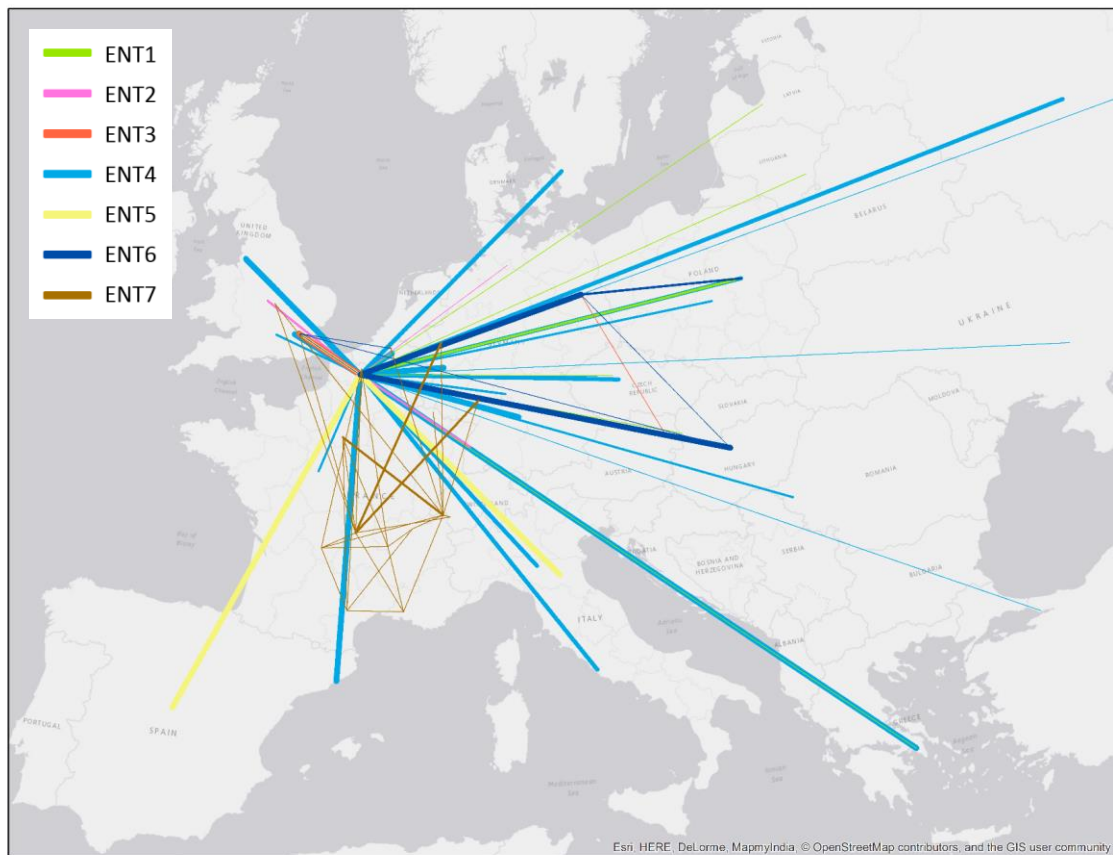 ENT1
ENT2
ENT3
ENT4
ENT5
ENT6
ENT7
LATVIA
LITHUANIA
DENMARK
BELARUS
UNITED
KINGDOM
NETHERLANDS
POLAND
UKRAINE
CZECH
REPUBLIC
SLOVAKIA
MOLDOVA
AUSTRIA
HUNGARY
ROMANIA
BOSNIA AND
HERZEGOVINA
SERBIA
BULGARIA
ITALY
ALBANIA
GREECE
PORTUGAL
SPAIN
Mediterranean
Sea
Esri, HERE, DeLorme, MapmyIndia, © OpenStreetMap contributors, and the GIS user community